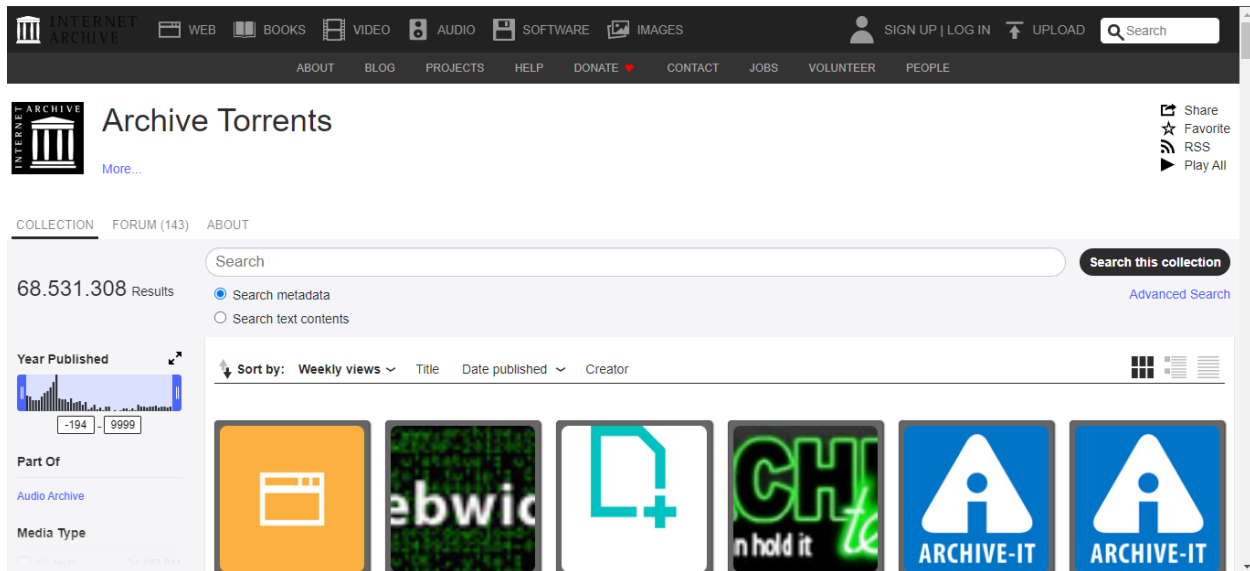 INTERNET ARCHIVE
WEB BOOKS VIDEO AUDIO SOFTWARE IMAGES SIGN UP | LOG IN UPLOAD Search
ABOUT BLOG PROJECTS HELP DONATE CONTACT JOBS VOLUNTEER PEOPLE
INTERNET ARCHIVE
Archive Torrents
More...
Share
Favorite
RSS
Play All
COLLECTION FORUM (143) ABOUT
Search Search this collection
68.531.308 Results
Search metadata Advanced Search
Search text contents
Year Published
-194 - 9999
Sort by: Weekly views Title Date published Creator
Part Of
Audio Archive
Media Type
ebwic
CH
n hold it te
ARCHIVE-IT
ARCHIVE-IT